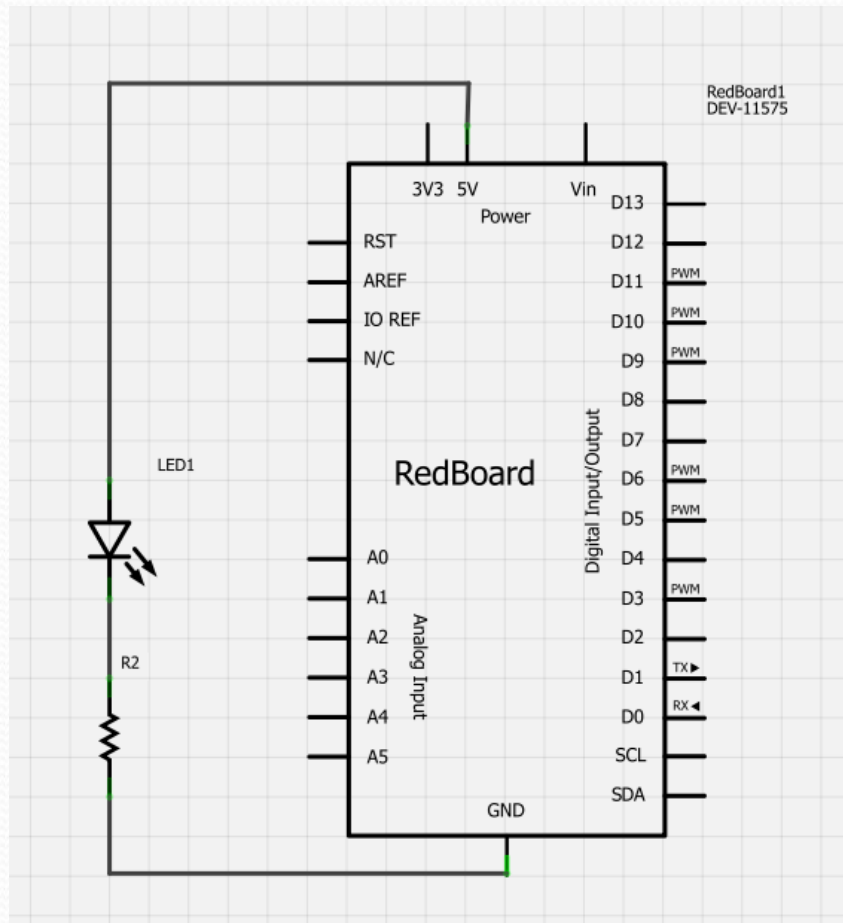 RedBoard1
DEV-11575
3V3 5V Vin
Power
D13
RST D12
AREF D11 PWM
IO REF D10 PWM
N/C D9 PWM
D8
D7
LED1
RedBoard
Digital Input/Output
D6 PWM
D5 PWM
A0 D4
A1 D3 PWM
A2 D2
Analog Input
R2
A3 D1 TX▶
A4 D0 RX◀
A5 SCL
SDA
GND